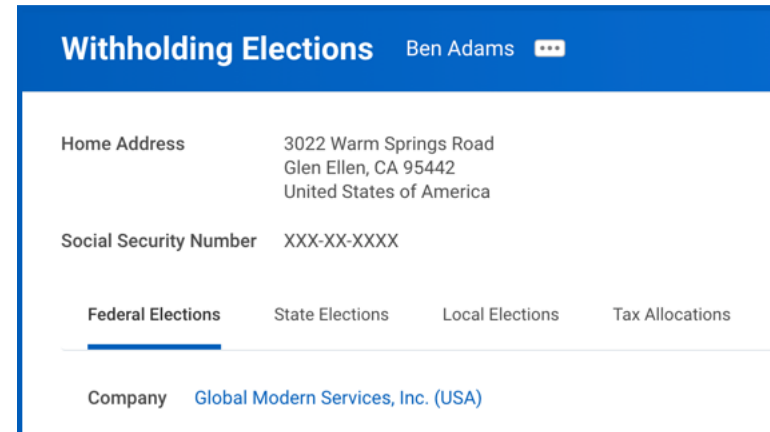 Withholding Elections Ben Adams
Home Address 3022 Warm Springs Road
Glen Ellen, CA 95442
United States of America
Social Security Number XXX-XX-XXXX
Federal Elections State Elections Local Elections Tax Allocations
Company Global Modern Services, Inc. (USA)